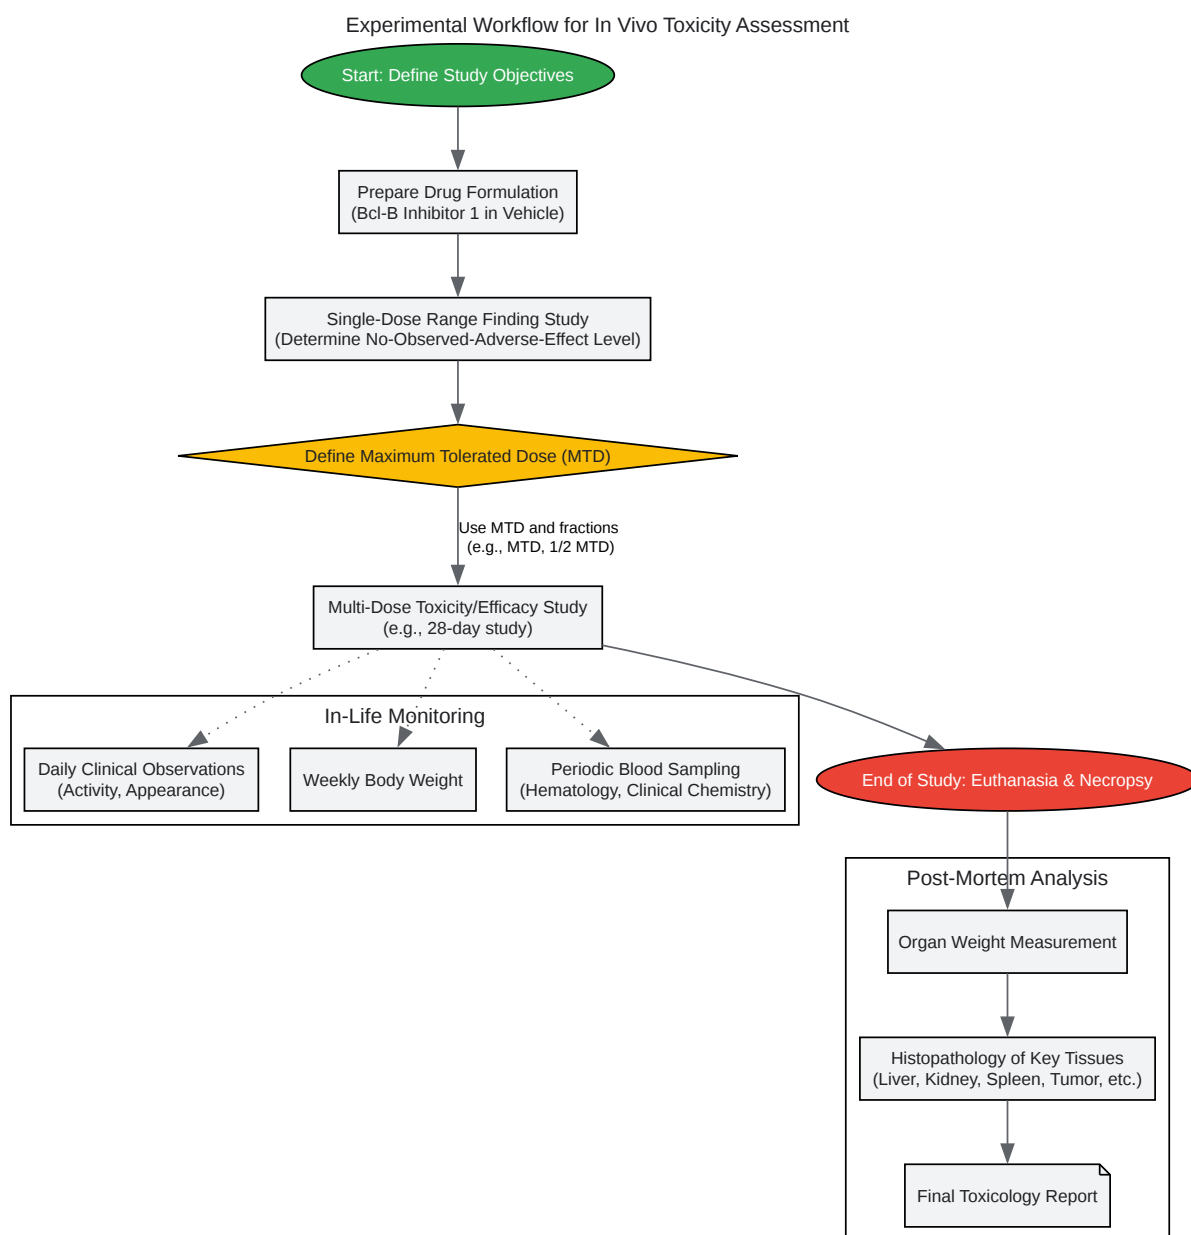 Experimental Workflow for In Vivo Toxicity Assessment
Start: Define Study Objectives
Prepare Drug Formulation
(Bcl-B Inhibitor 1 in Vehicle)
Single-Dose Range Finding Study
(Determine No-Observed-Adverse-Effect Level)
Define Maximum Tolerated Dose (MTD)
Use MTD and fractions
(e.g., MTD, 1/2 MTD)
Multi-Dose Toxicity/Efficacy Study
(e.g., 28-day study)
In-Life Monitoring
Daily Clinical Observations
(Activity, Appearance)
Weekly Body Weight
Periodic Blood Sampling
(Hematology, Clinical Chemistry)
End of Study: Euthanasia & Necropsy
Post-Mortem Analysis
Organ Weight Measurement
Histopathology of Key Tissues
(Liver, Kidney, Spleen, Tumor, etc.)
Final Toxicology Report